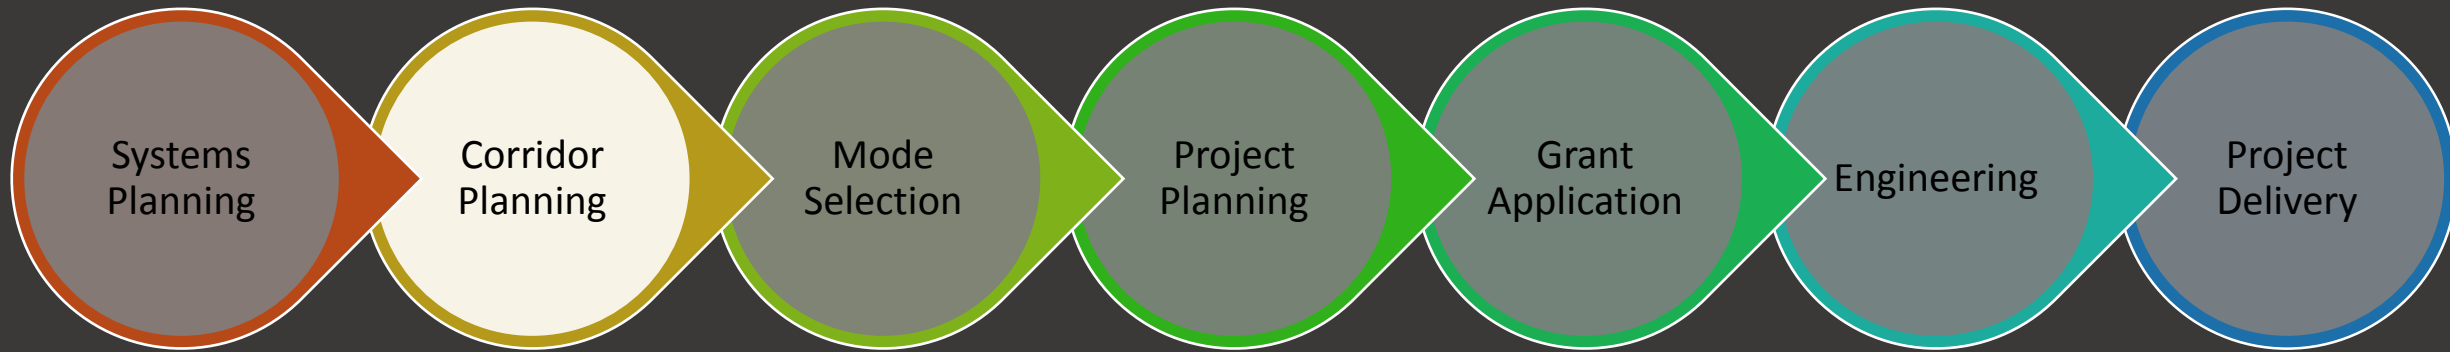 Systems
Planning
Corridor
Planning
Mode
Selection
Project
Planning
Grant
Application
Engineering
Project
Delivery